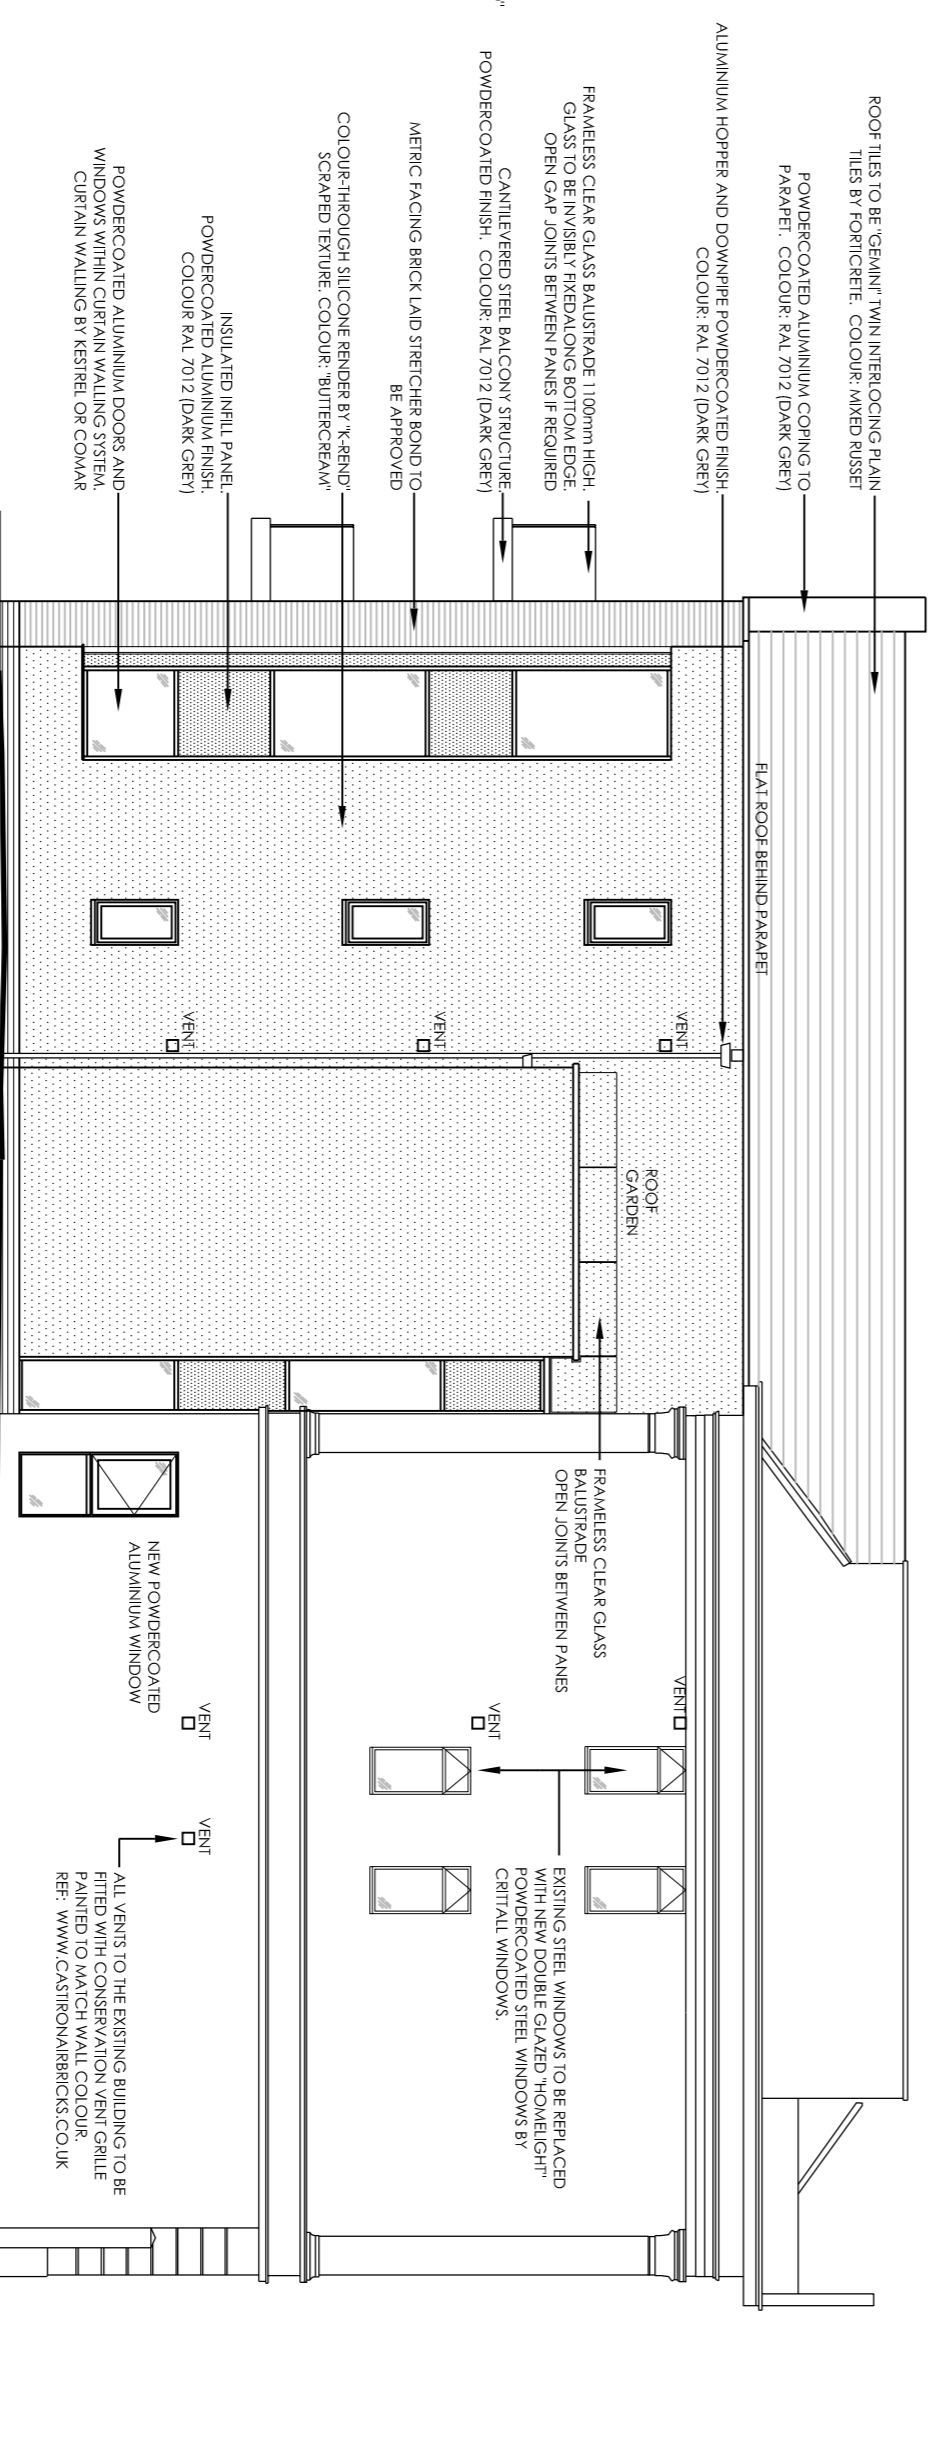 ROOF TILES TO BE "GEMINI" TWIN INTERLOCING PLAIN
TILES BY FORTICRETE. COLOUR: MIXED RUSSET
POWDERCOATED ALUMINIUM COPING TO
PARAPET. COLOUR: RAL 7012 (DARK GREY)
ALUMINIUM HOPPER AND DOWNPIPE POWDERCOATED FINISH.
COLOUR: RAL 7012 (DARK GREY)
FRAMELESS CLEAR GLASS BALUSTRADE 1100mm HIGH.
GLASS TO BE INVISIBLY FIXEDALONG BOTTOM EDGE.
OPEN GAP JOINTS BETWEEN PANES IF REQUIRED
CANTILEVERED STEEL BALCONY STRUCTURE.
POWDERCOATED FINISH. COLOUR: RAL 7012 (DARK GREY)
METRIC FACING BRICK LAID STRETCHER BOND TO
BE APPROVED
COLOUR-THROUGH SILICONE RENDER BY "K-REND"
SCRAPED TEXTURE. COLOUR: "BUTTERCREAM"
INSULATED INFILL PANEL.
POWDERCOATED ALUMINIUM FINISH.
COLOUR RAL 7012 (DARK GREY)
POWDERCOATED ALUMINIUM DOORS AND
WINDOWS WITHIN CURTAIN WALLING SYSTEM.
CURTAIN WALLING BY KESTREL OR COMAR
FLAT ROOF BEHIND PARAPET
VENT
VENT
VENT
ROOF
GARDEN
FRAMELESS CLEAR GLASS
BALUSTRADE
OPEN JOINTS BETWEEN PANES
NEW POWDERCOATED
ALUMINIUM WINDOW
VENT
VENT
VENT
VENT
EXISTING STEEL WINDOWS TO BE REPLACED
WITH NEW DOUBLE GLAZED "HOMELIGHT"
POWDERCOATED STEEL WINDOWS BY
CRITTALL WINDOWS.
ALL VENTS TO THE EXISTING BUILDING TO BE
FITTED WITH CONSERVATION VENT GRILLE
PAINTED TO MATCH WALL COLOUR.
REF: WWW.CASTIRONAIRBRICKS.CO.UK